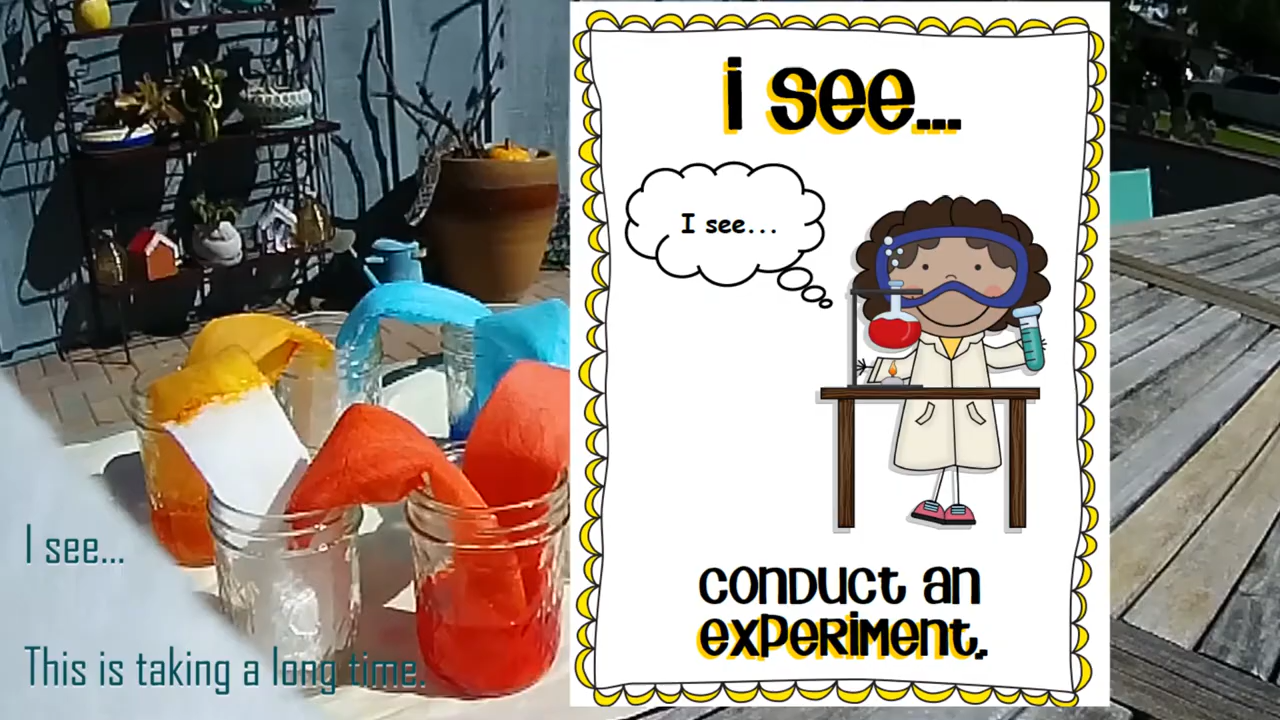 I see...
This is taking a long time.
i see...
I see...
conduct an
experiment.